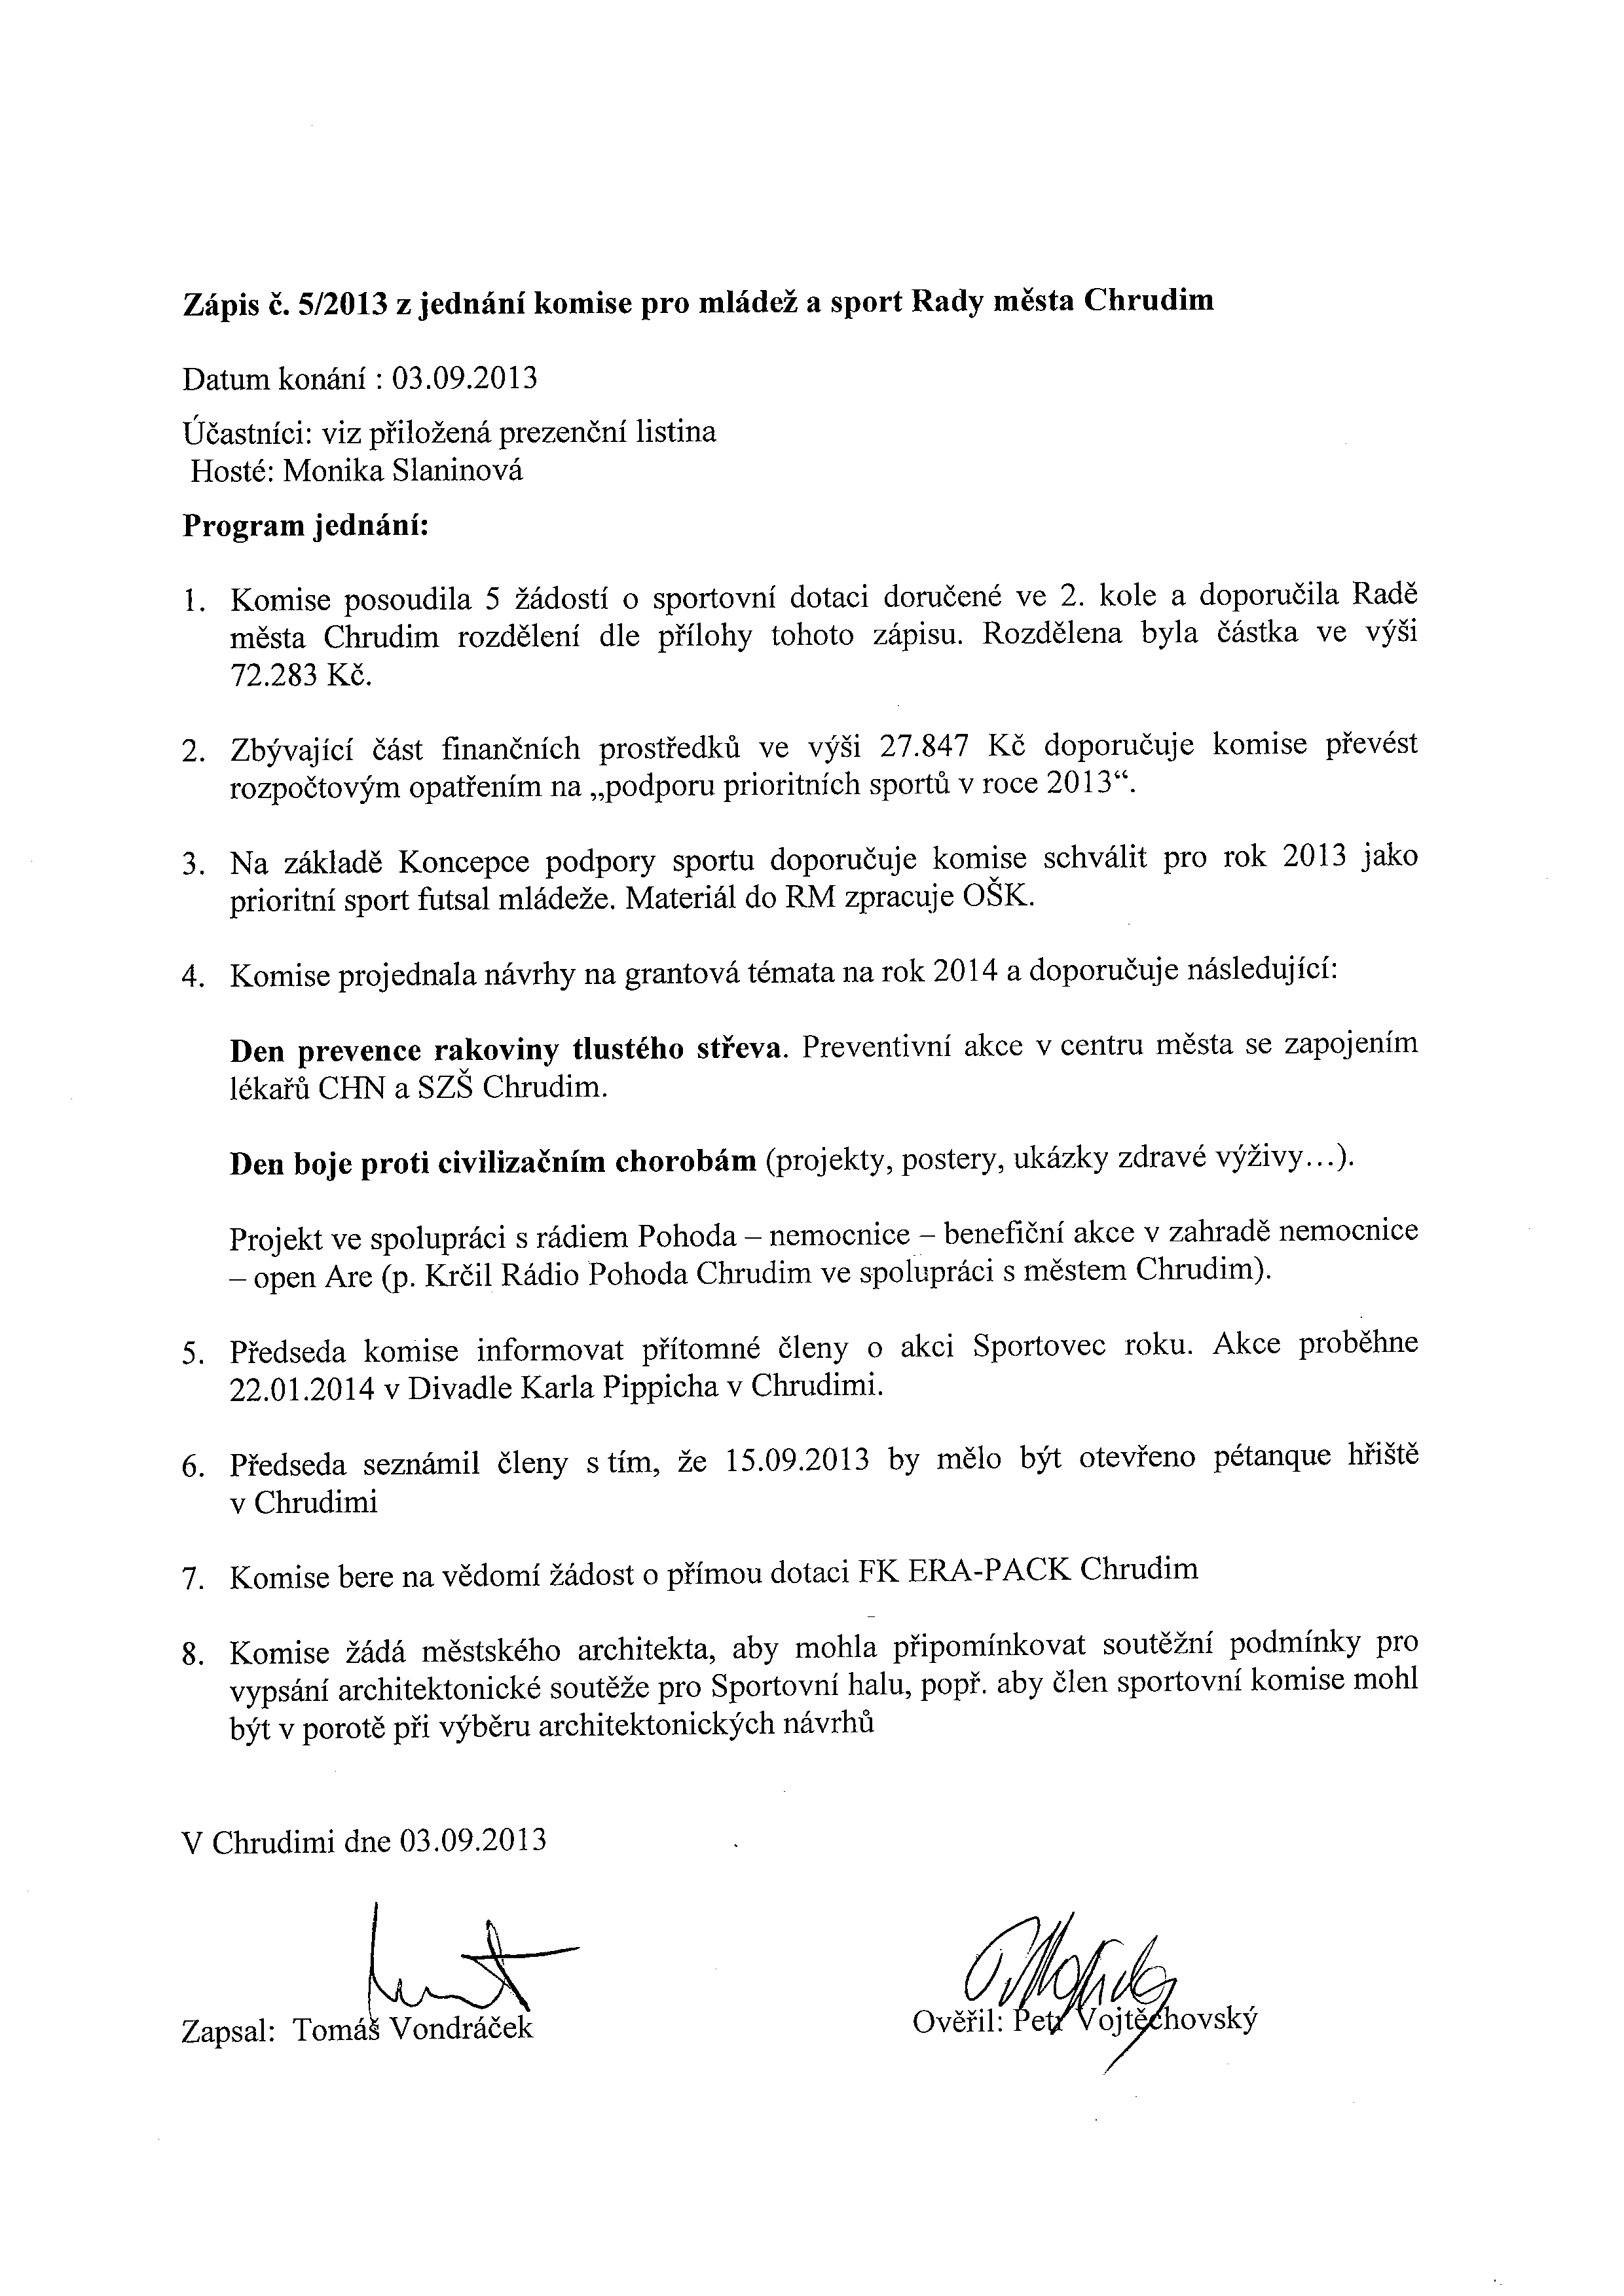 Zápis č. 5/2013 z jednání komise pro mládež a sport Rady města Chrudim
Datum konání : 03.09.2013
Účastníci: viz přiložená prezenční listina
Hosté: Monika Slaninová
Program jednání:
1. Komise posoudila 5 žádostí o sportovní dotaci doručené ve 2. kole a doporučila Radě
města Chrudim rozdělení dle přílohy tohoto zápisu. Rozdělena byla částka ve výši
72.283 Kč.
2. Zbývající část finančních prostředků ve výši 27.847 Kč doporučuje komise převést
rozpočtovým opatřením na „podporu prioritních sportů v roce 2013“.
3. Na základě Koncepce podpory sportu doporučuje komise schválit pro rok 2013 jako
prioritní sport futsal mládeže. Materiál do RM zpracuje OŠK.
4. Komise projednala návrhy na grantová témata na rok 2014 a doporučuje následující:
Den prevence rakoviny tlustého střeva. Preventivní akce v centru města se zapojením
lékařů CHN a SZŠ Chrudim.
Den boje proti civilizačním chorobám (projekty, postery, ukázky zdravé výživy…).
Projekt ve spolupráci s rádiem Pohoda – nemocnice – benefiční akce v zahradě nemocnice
– open Are (p. Krčil Rádio Pohoda Chrudim ve spolupráci s městem Chrudim).
5. Předseda komise informovat přítomné členy o akci Sportovec roku. Akce proběhne
22.01.2014 v Divadle Karla Pippicha v Chrudimi.
6. Předseda seznámil členy s tím, že 15.09.2013 by mělo být otevřeno pétanque hřiště
v Chrudimi
7. Komise bere na vědomí žádost o přímou dotaci FK ERA-PACK Chrudim
8. Komise žádá městského architekta, aby mohla připomínkovat soutěžní podmínky pro
vypsání architektonické soutěže pro Sportovní halu, popř. aby člen sportovní komise mohl
být v porotě při výběru architektonických návrhů
V Chrudimi dne 03.09.2013
Zapsal: Tomáš Vondráček
Ověřil: Petr Vojtěchovský